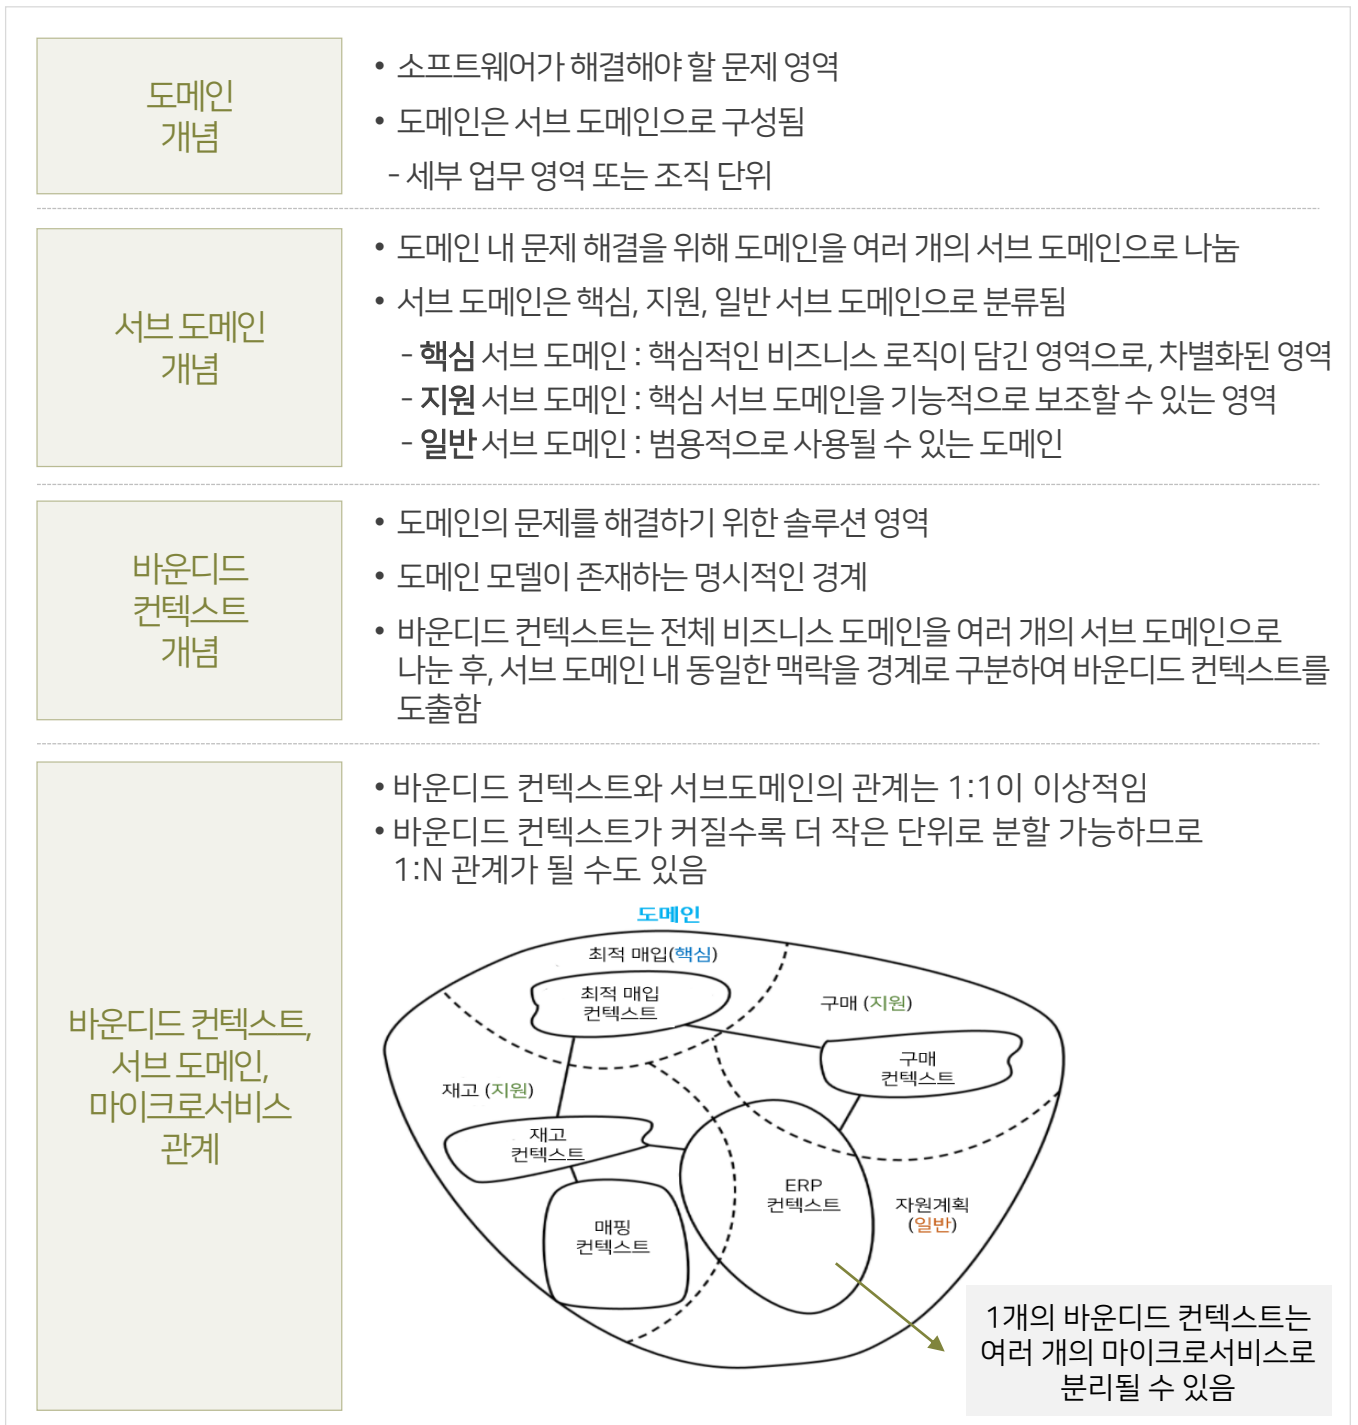 도메인
개념
• 소프트웨어가 해결해야 할 문제 영역
• 도메인은 서브 도메인으로 구성됨
- 세부 업무 영역 또는 조직 단위
서브 도메인
개념
• 도메인 내 문제 해결을 위해 도메인을 여러 개의 서브 도메인으로 나눔
• 서브 도메인은 핵심, 지원, 일반 서브 도메인으로 분류됨
- 핵심 서브 도메인 : 핵심적인 비즈니스 로직이 담긴 영역으로, 차별화된 영역
- 지원 서브 도메인 : 핵심 서브 도메인을 기능적으로 보조할 수 있는 영역
- 일반 서브 도메인 : 범용적으로 사용될 수 있는 도메인
바운디드
컨텍스트
개념
• 도메인의 문제를 해결하기 위한 솔루션 영역
• 도메인 모델이 존재하는 명시적인 경계
• 바운디드 컨텍스트는 전체 비즈니스 도메인을 여러 개의 서브 도메인으로
나눈 후, 서브 도메인 내 동일한 맥락을 경계로 구분하여 바운디드 컨텍스트를
도출함
바운디드 컨텍스트,
서브 도메인,
마이크로서비스
관계
• 바운디드 컨텍스트와 서브도메인의 관계는 1:1이 이상적임
• 바운디드 컨텍스트가 커질수록 더 작은 단위로 분할 가능하므로
1:N 관계가 될 수도 있음
도메인
최적 매입(핵심)
최적 매입
컨텍스트
구매 (지원)
구매
컨텍스트
재고 (지원)
재고
컨텍스트
ERP
컨텍스트
자원계획
(일반)
매핑
컨텍스트
1개의 바운디드 컨텍스트는
여러 개의 마이크로서비스로
분리될 수 있음